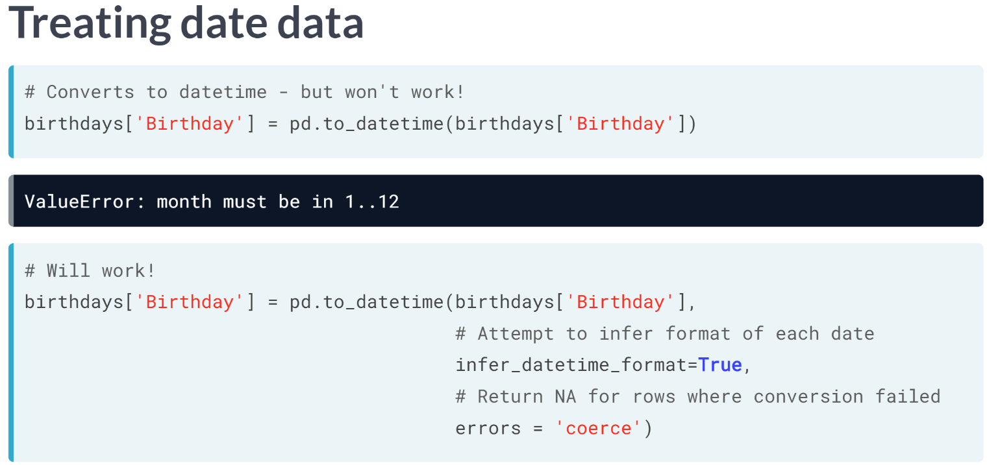 Treating date data
# Converts to datetime - but won't work!
birthdays['Birthday'] = pd.to_datetime(birthdays['Birthday'])
ValueError: month must be in 1..12
# Will work!
birthdays['Birthday'] = pd.to_datetime(birthdays['Birthday'],
# Attempt to infer format of each date
infer_datetime_format=True,
# Return NA for rows where conversion failed
errors = 'coerce')